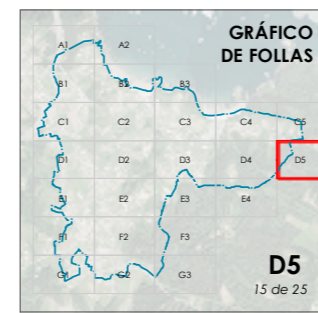 GRÁFICO
DE FOLLAS
A1 A2
B1 B2 B3
C1 C2 C3 C4 C5
D1 D2 D3 D4 D5
E1 E2 E3 E4
F1 F2 F3
G1 G2 G3
D5
15 de 25